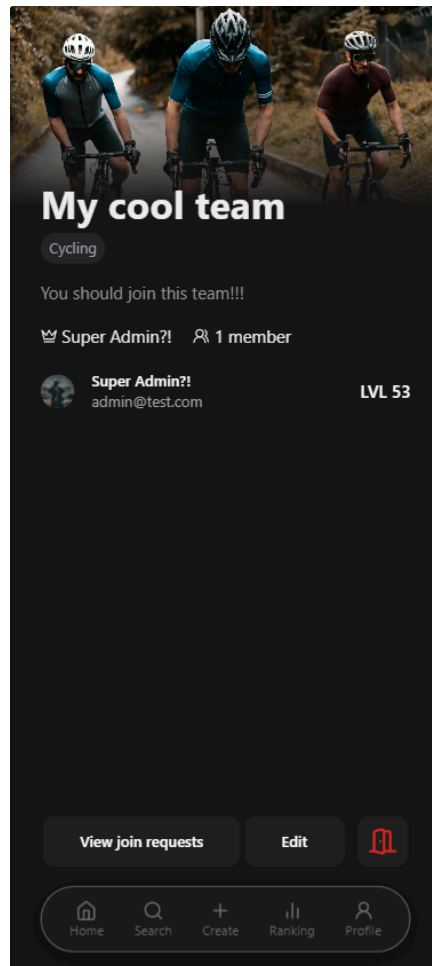 My cool team
Cycling
You should join this team!!!
Super Admin?! 1 member
Super Admin?! LVL 53
admin@test.com
View join requests Edit
Home Search Create Ranking Profile